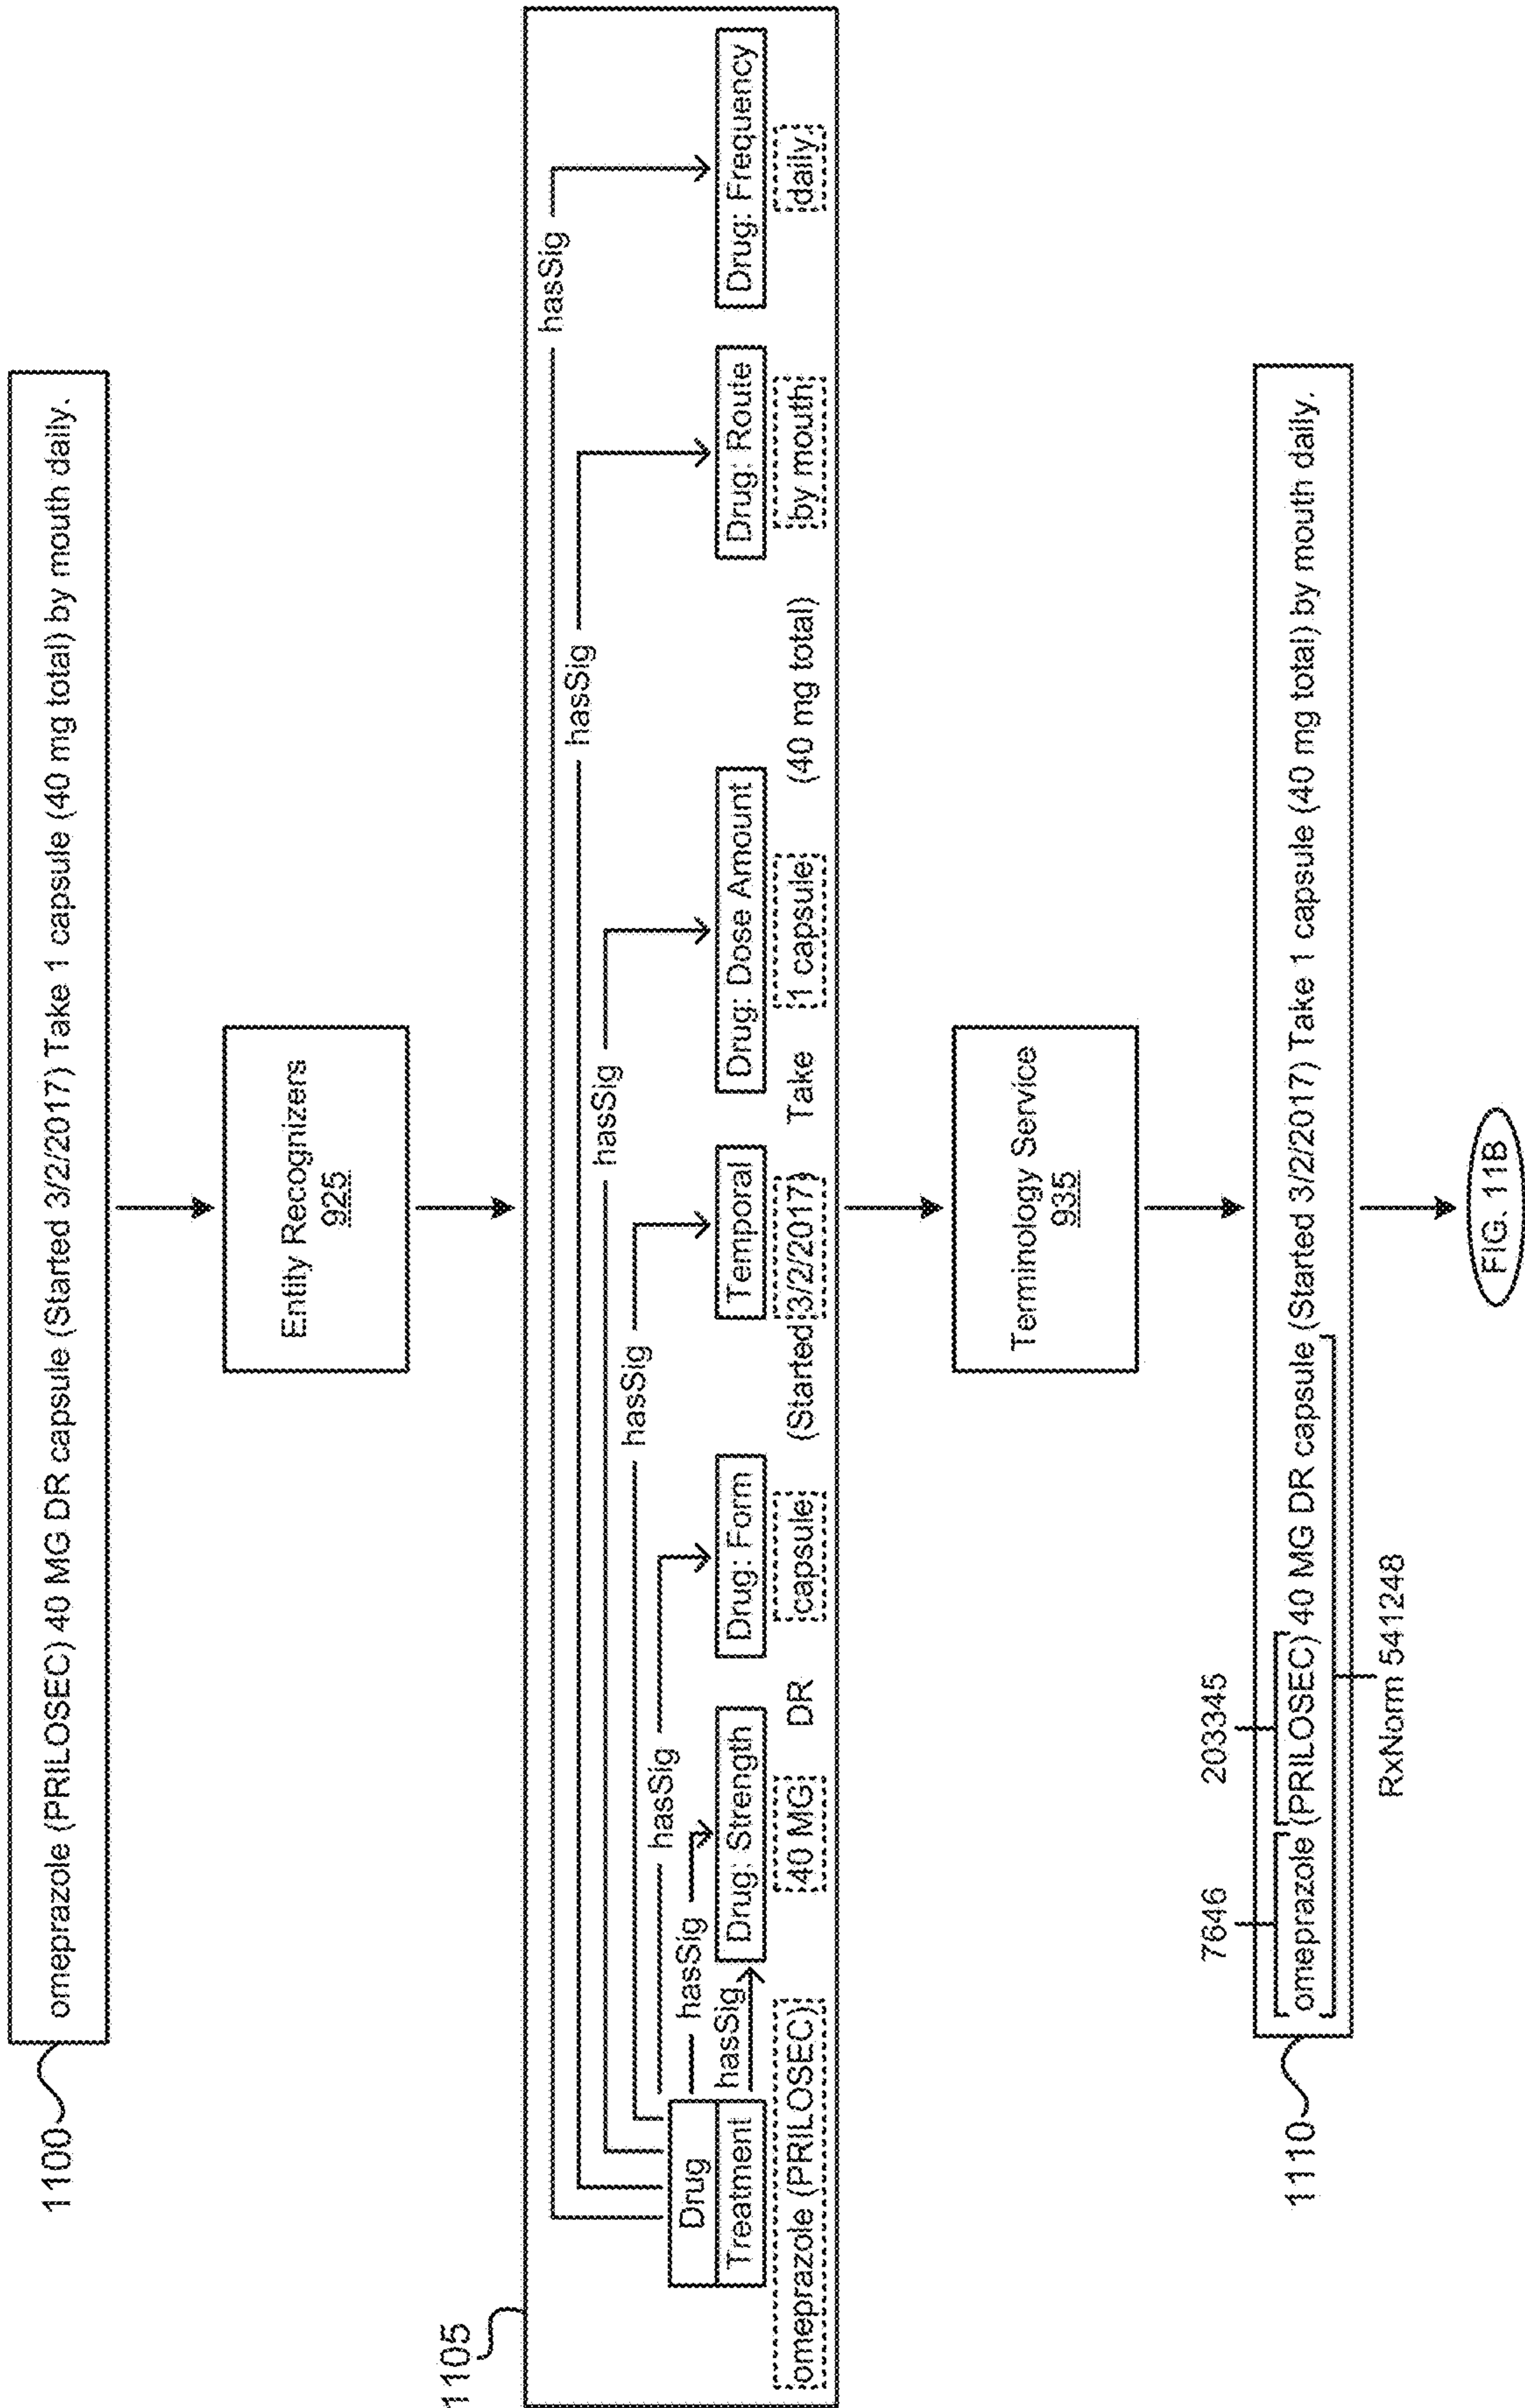 1100
omeprazole (PRILOSEC) 40 MG DR capsule (Started 3/2/2017) Take 1 capsule (40 mg total) by mouth daily.
Entity Recognizers
925
1105
hasSig
hasSig
hasSig
hasSig
hasSig
hasSig
hasSig
Drug
Treatment
Drug: Strength
Drug: Form
Temporal
Drug: Dose Amount
Drug: Route
Drug: Frequency
omeprazole (PRILOSEC) 40 MG DR capsule (Started 3/2/2017) Take 1 capsule (40 mg total) by mouth daily.
Terminology Service
935
7646 203345
1110
omeprazole (PRILOSEC) 40 MG DR capsule (Started 3/2/2017) Take 1 capsule (40 mg total) by mouth daily.
RxNorm 541248
FIG. 11B